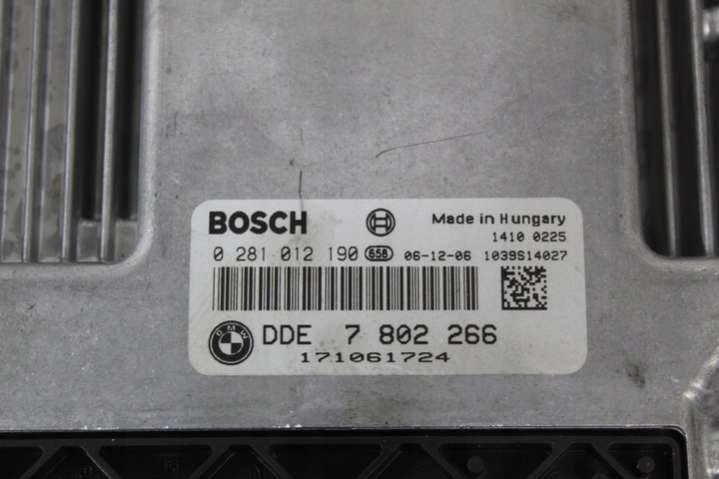 BOSCH Made in Hungary
1410 0225
0 281 012 190 658 06-12-06 1039S14027
BMW DDE 7 802 266
171061724